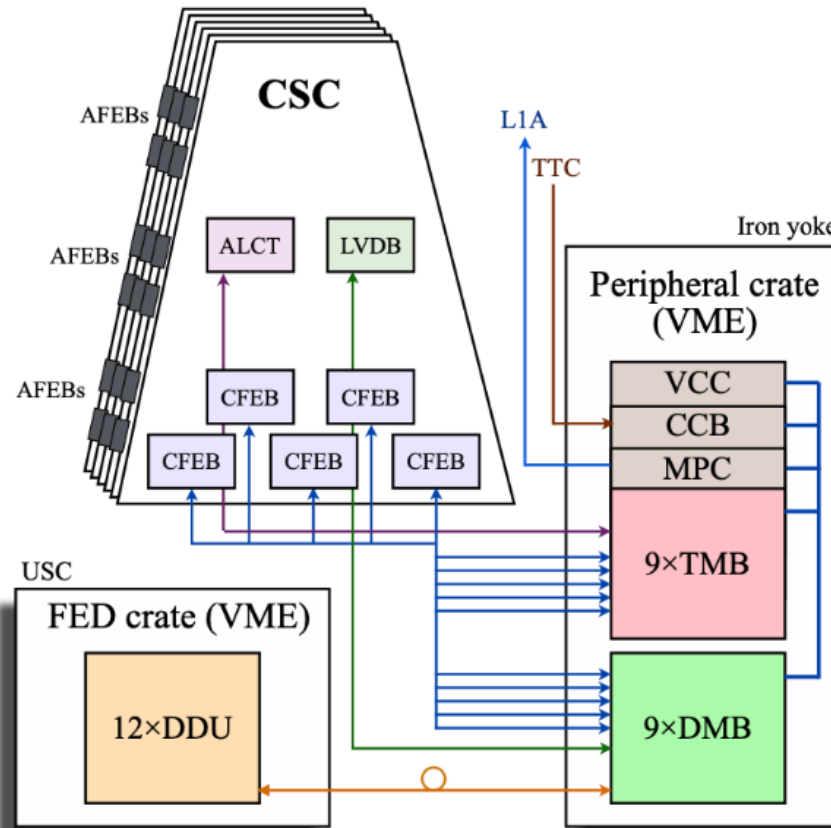 CSC
AFEBs
L1A
TTC
Iron yoke
AFEBs
ALCT
LVDB
Peripheral crate
(VME)
AFEBs
CFEB
CFEB
VCC
CCB
MPC
CFEB
CFEB
CFEB
9×TMB
USC
FED crate (VME)
12×DDU
9×DMB